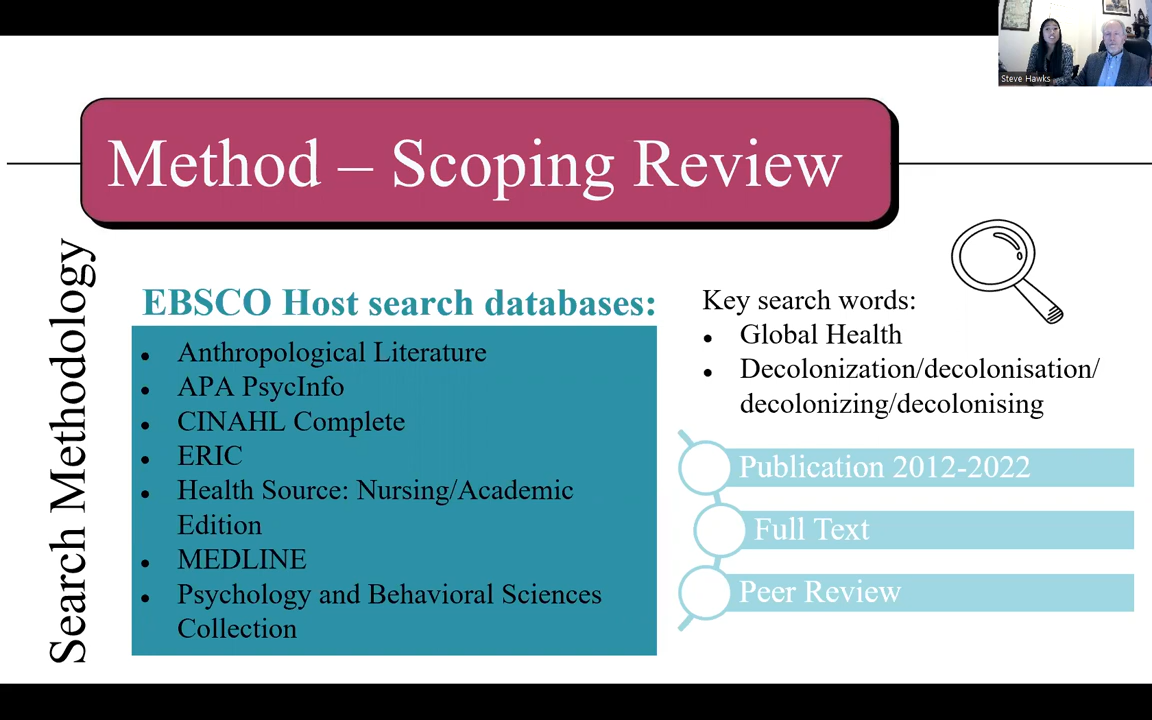 Steve Hawks
Method – Scoping Review
Search Methodology
EBSCO Host search databases:
• Anthropological Literature
• APA PsycInfo
• CINAHL Complete
• ERIC
• Health Source: Nursing/Academic
Edition
• MEDLINE
• Psychology and Behavioral Sciences
Collection
Key search words:
• Global Health
• Decolonization/decolonisation/
decolonizing/decolonising
Publication 2012-2022
Full Text
Peer Review